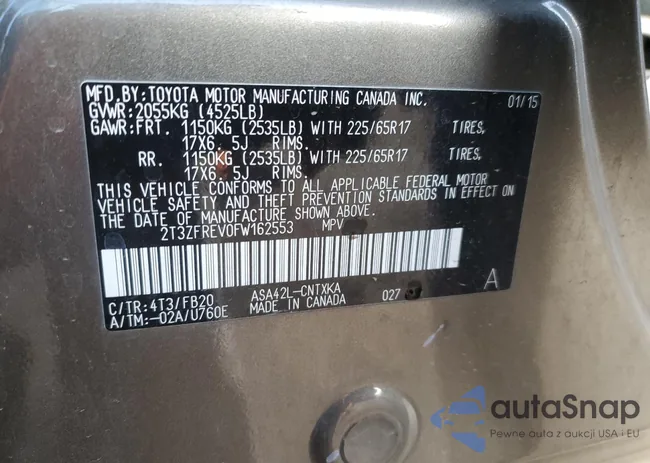 MFD.BY:TOYOTA MOTOR MANUFACTURING CANADA INC. 01/15
GVWR:2055KG (4525LB)
GAWR:FRT. 1150KG (2535LB) WITH 225/65R17 TIRES,
17X6.5J RIMS.
RR. 1150KG (2535LB) WITH 225/65R17 TIRES,
17X6.5J RIMS.
THIS VEHICLE CONFORMS TO ALL APPLICABLE FEDERAL MOTOR
VEHICLE SAFETY AND THEFT PREVENTION STANDARDS IN EFFECT ON
THE DATE OF MANUFACTURE SHOWN ABOVE.
2T3ZFREV0FW162553 MPV
A
C/TR:4T3/FB20 ASA42L-CNTXKA 027
A/TM:-02A/U760E MADE IN CANADA
autaSnap
Pewne auta z aukcji USA i EU